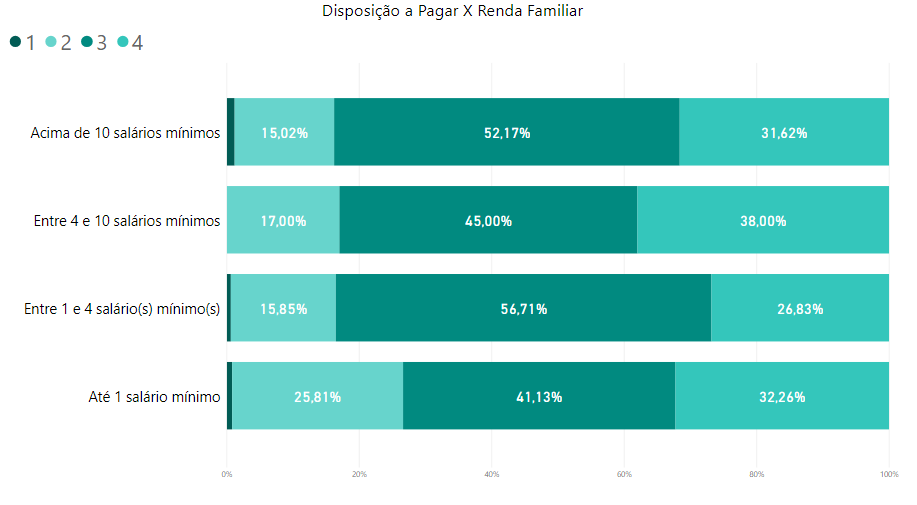 Disposição a Pagar X Renda Familiar
1 2 3 4
Acima de 10 salários mínimos 15,02% 52,17% 31,62%
Entre 4 e 10 salários mínimos 17,00% 45,00% 38,00%
Entre 1 e 4 salário(s) mínimo(s) 15,85% 56,71% 26,83%
Até 1 salário mínimo 25,81% 41,13% 32,26%
0% 20% 40% 60% 80% 100%